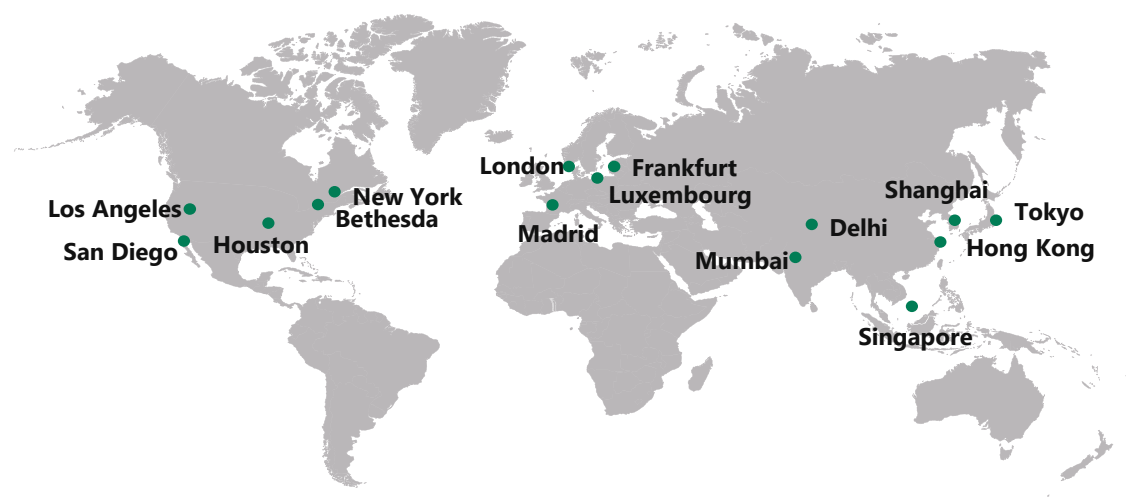 London
Frankfurt
Luxembourg
Shanghai
New York
Los Angeles
Bethesda
Tokyo
Madrid
Delhi
Houston
San Diego
Hong Kong
Mumbai
Singapore